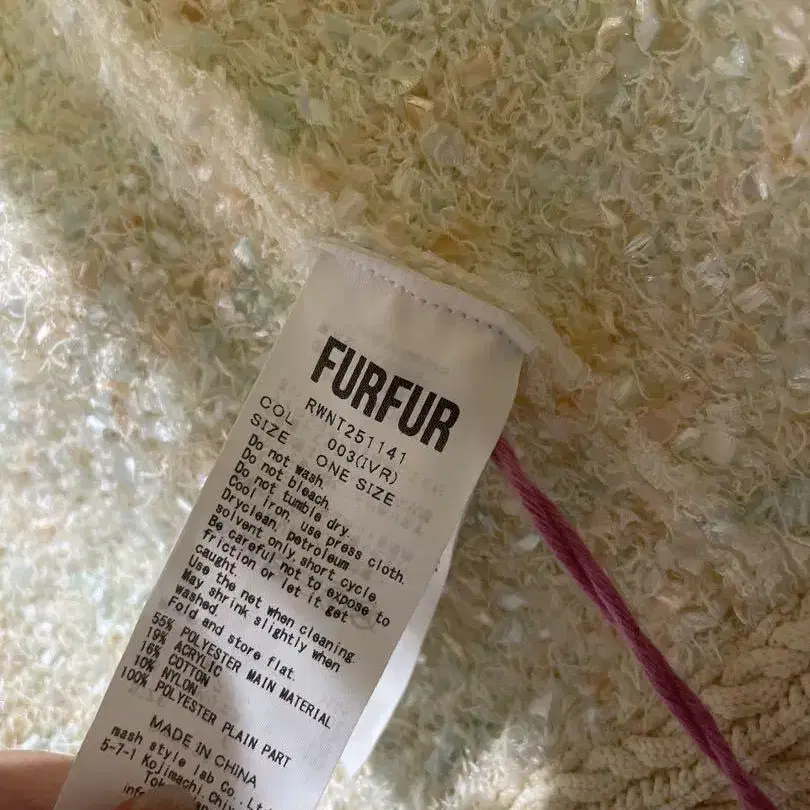 FURFUR
RWNT251141
COL 003(IVR)
SIZE ONE SIZE
Do not wash
Do not bleach.
Do not tumble dry.
Cool iron, use press cloth.
Dryclean, petroleum
solvent only,short cycle
Be careful not to expose to
friction or let it get
caught.
Use the net when cleaning.
May shrink slightly when
washed.
Fold and store flat.
55% POLYESTER MAIN MATERIAL
19% ACRYLIC
16% COTTON
10% NYLON
100% POLYESTER PLAIN PART
MADE IN CHINA
mash style lab Co.,Lt
5-7-1 Kojimachi,Chiy